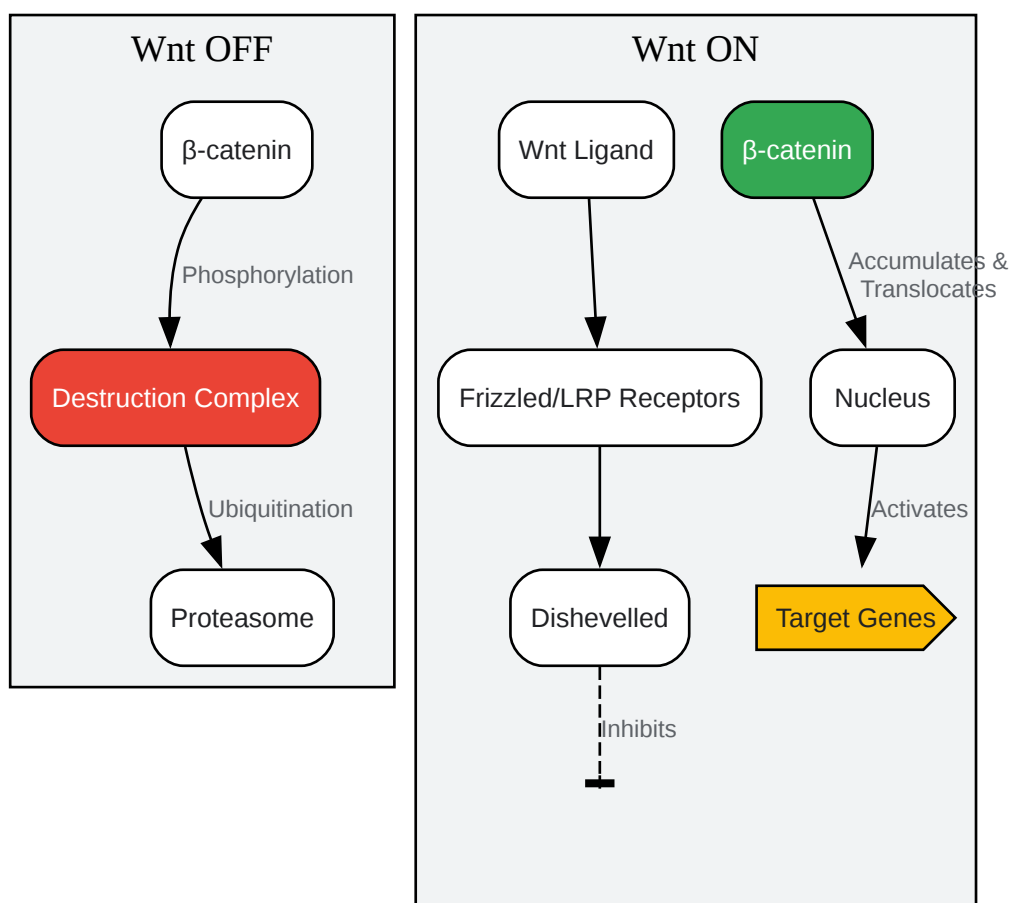 Wnt OFF
β-catenin
Phosphorylation
Destruction Complex
Ubiquitination
Proteasome
Wnt ON
Wnt Ligand
β-catenin
Accumulates &
Translocates
Frizzled/LRP Receptors
Nucleus
Activates
Dishevelled
Target Genes
Inhibits